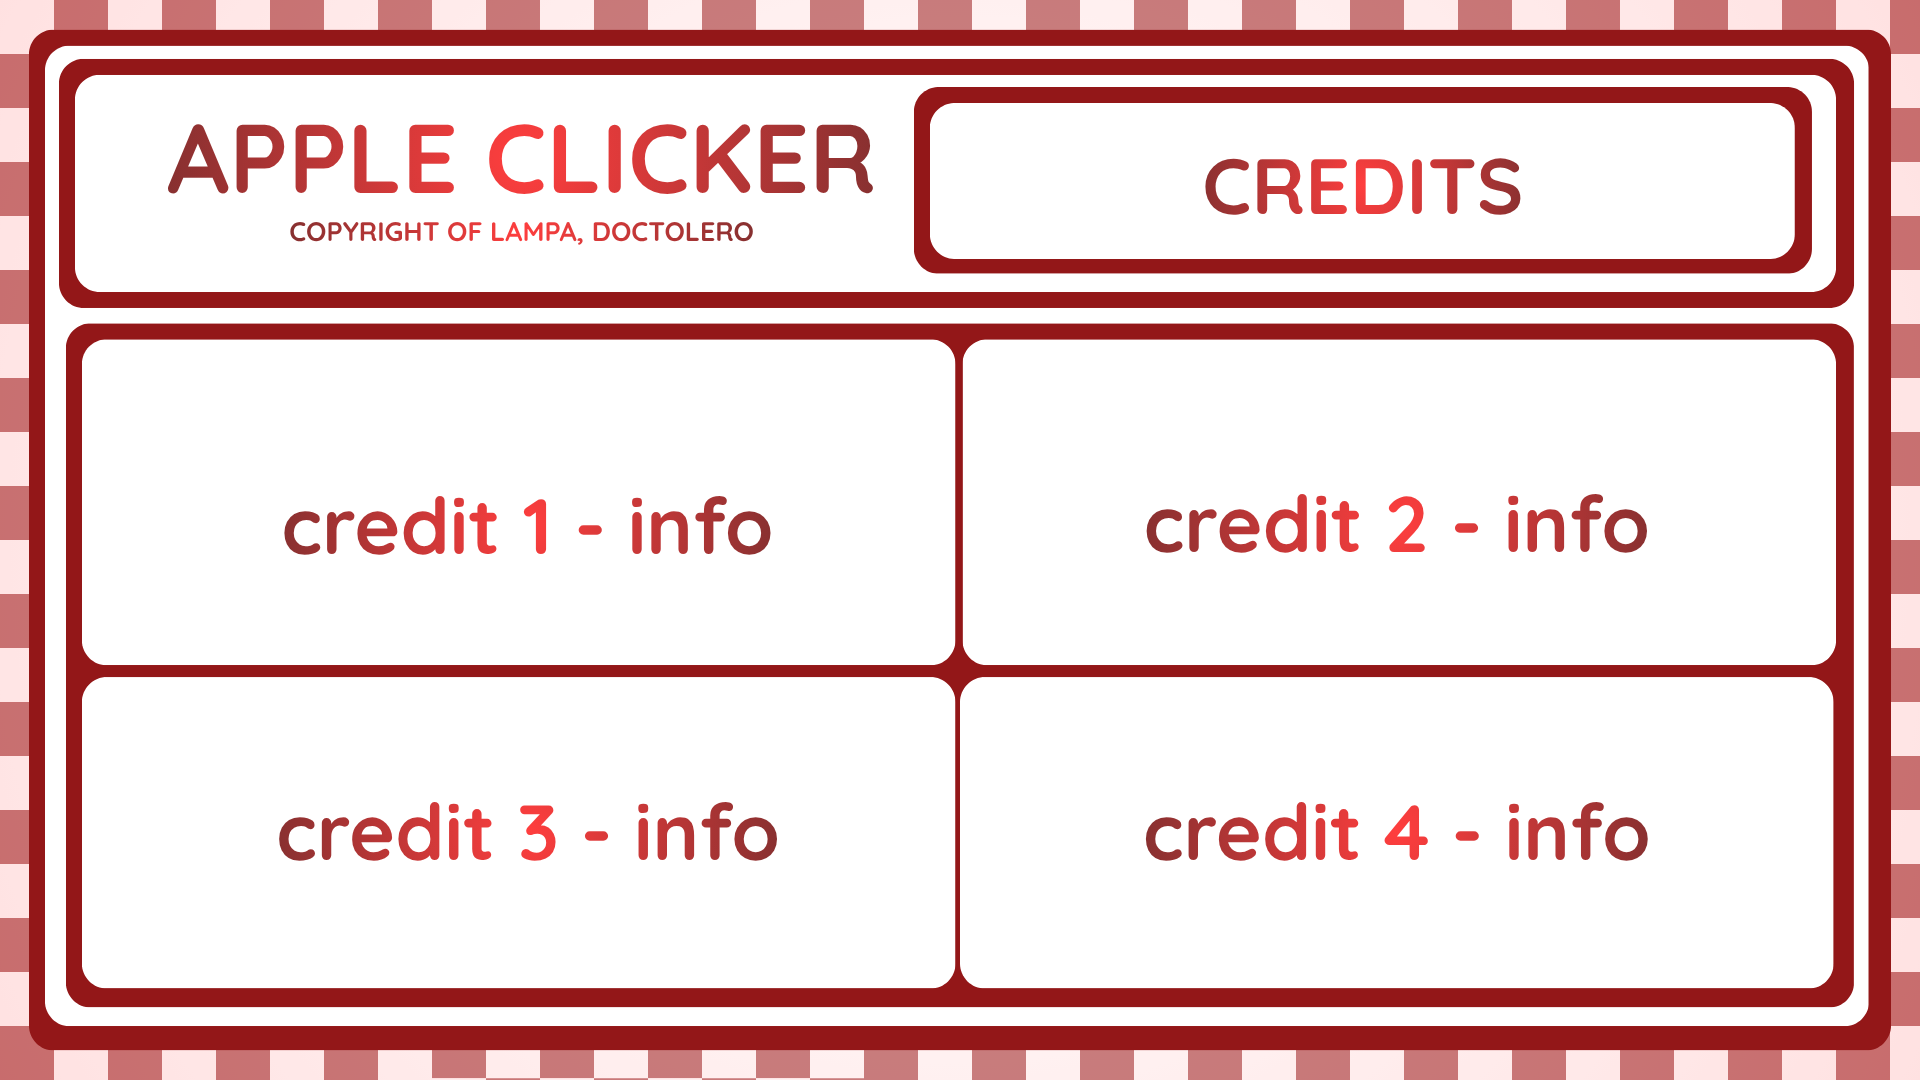 APPLE CLICKER
COPYRIGHT OF LAMPA, DOCTOLERO
CREDITS
credit 1 - info
credit 2 - info
credit 3 - info
credit 4 - info